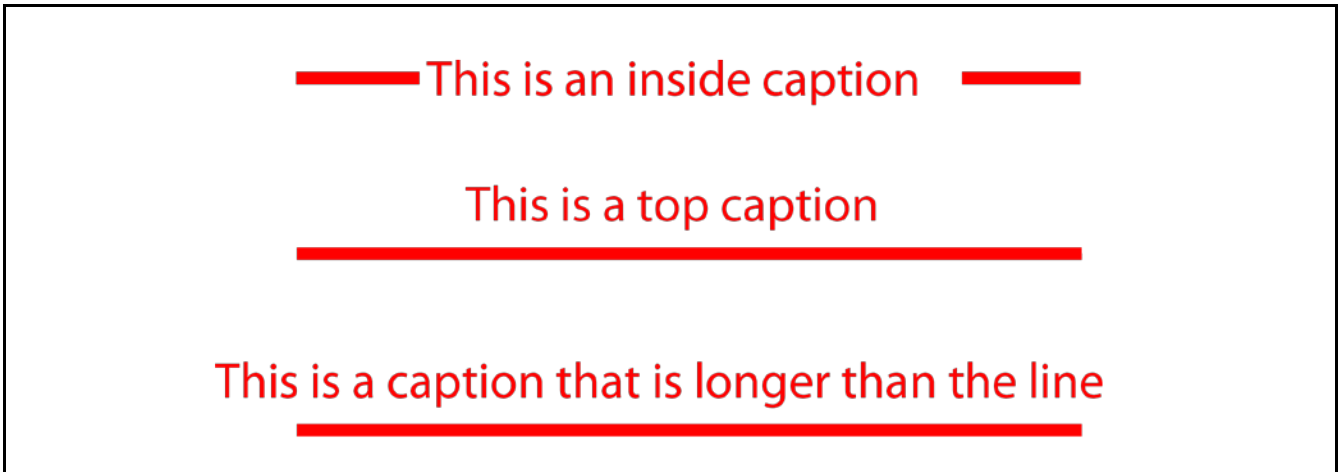 This is an inside caption
This is a top caption
This is a caption that is longer than the line